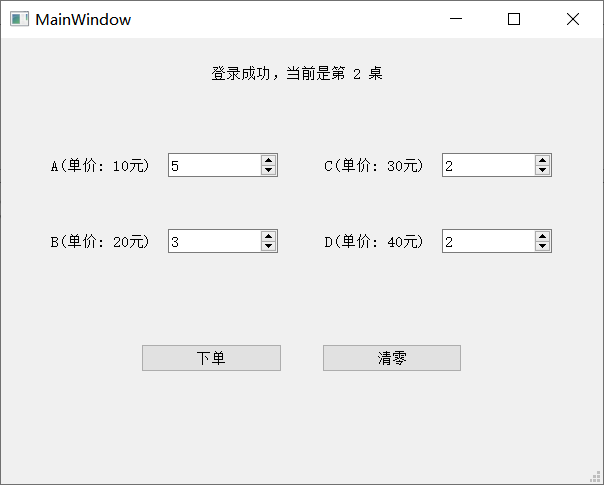 MainWindow
登录成功，当前是第 2 桌
A(单价: 10元) 5 C(单价: 30元) 2
B(单价: 20元) 3 D(单价: 40元) 2
下单 清零